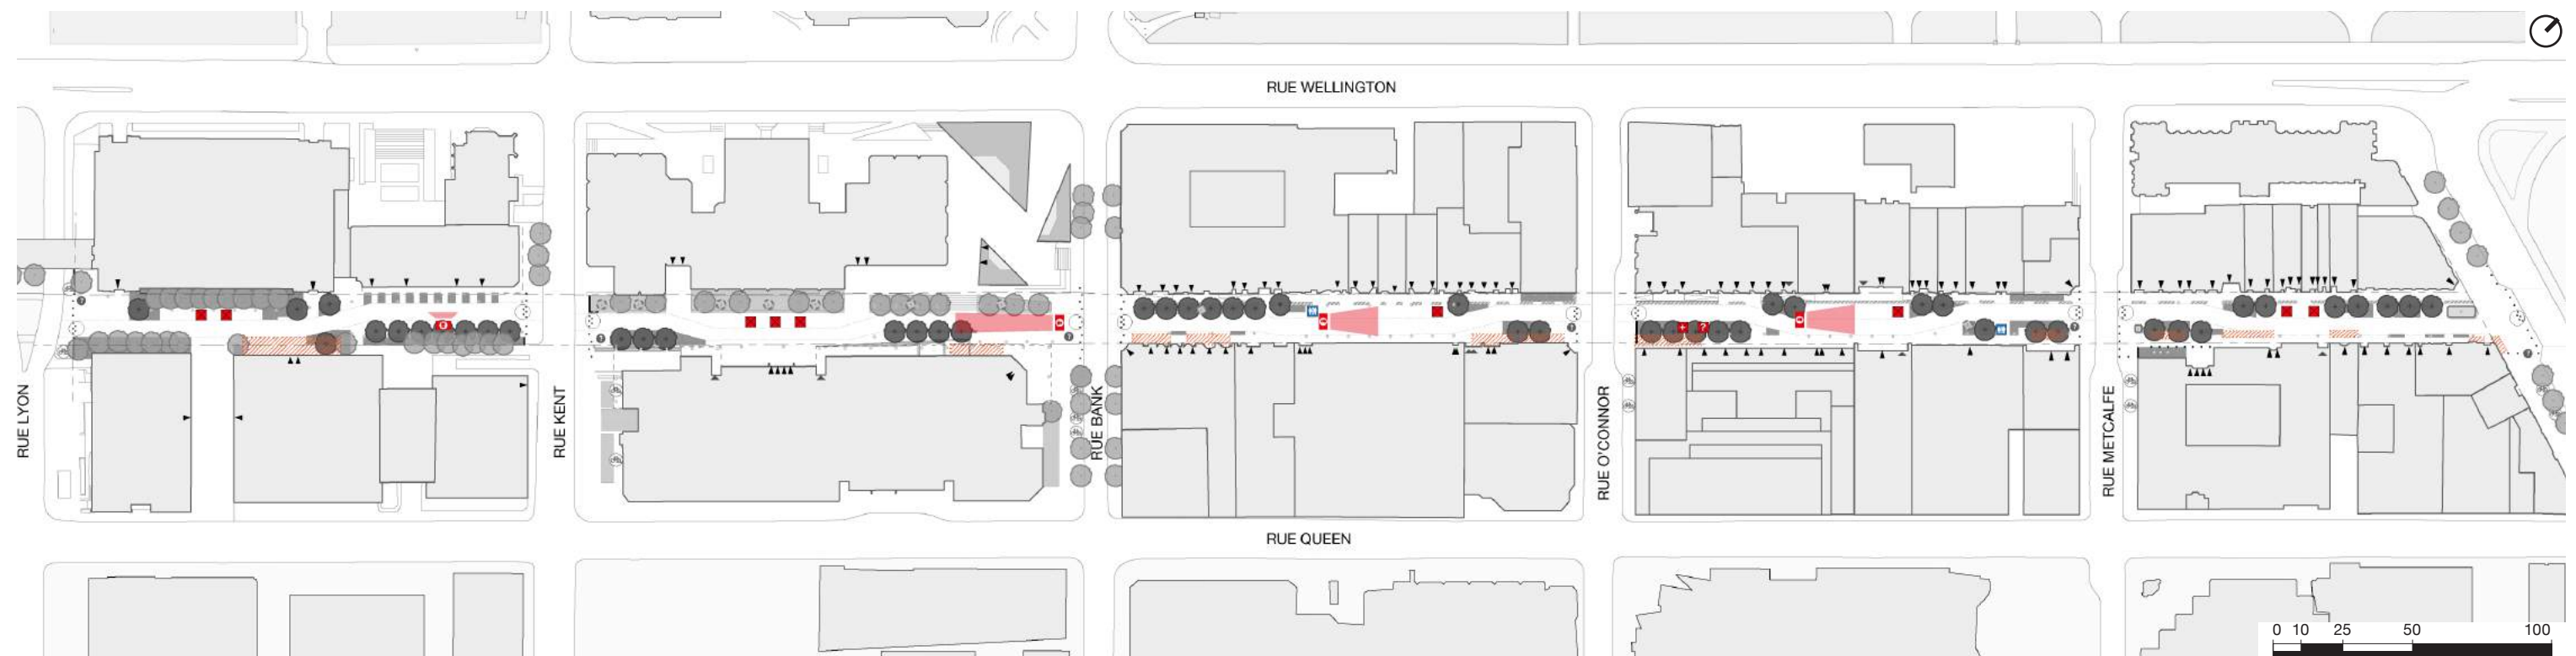 RUE WELLINGTON
RUE LYON
RUE KENT
RUE BANK
RUE O'CONNOR
RUE METCALFE
RUE QUEEN
0 10 25 50 100